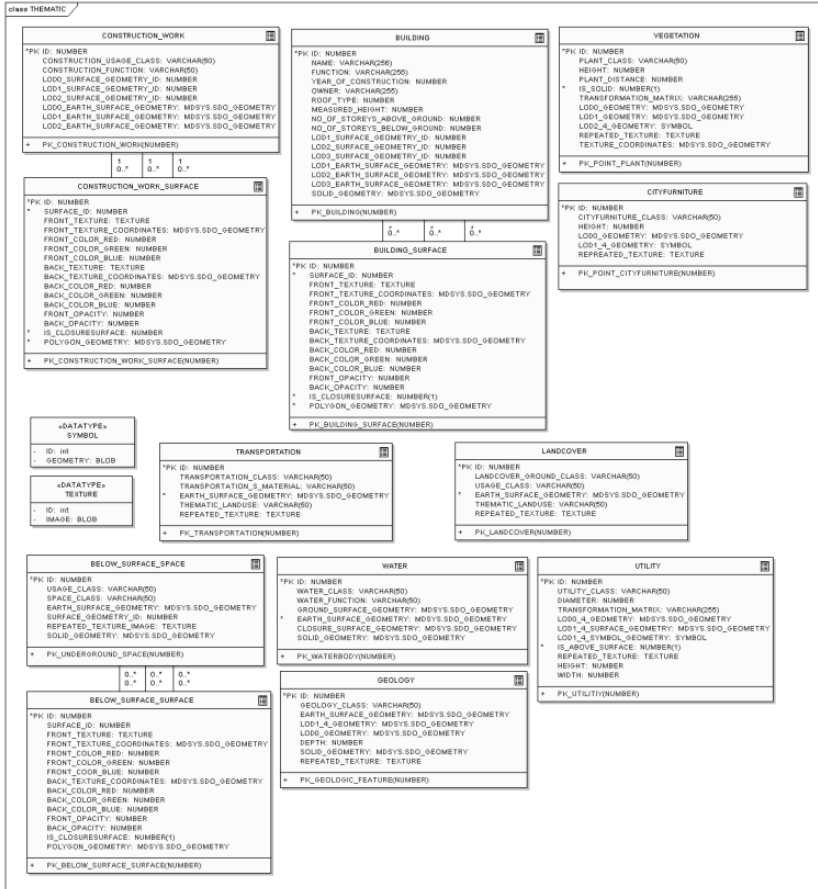 class THEMATIC
CONSTRUCTION_WORK
*PK ID: NUMBER
CONSTRUCTION_USAGE_CLASS: VARCHAR(50)
CONSTRUCTION_FUNCTION: VARCHAR(50)
LOD0_SURFACE_GEOMETRY_ID: NUMBER
LOD1_SURFACE_GEOMETRY_ID: NUMBER
LOD2_SURFACE_GEOMETRY_ID: NUMBER
LOD0_EARTH_SURFACE_GEOMETRY: MDSYS.SDO_GEOMETRY
LOD1_EARTH_SURFACE_GEOMETRY: MDSYS.SDO_GEOMETRY
LOD2_EARTH_SURFACE_GEOMETRY: MDSYS.SDO_GEOMETRY
+ PK_CONSTRUCTION_WORK(NUMBER)
1 1 1
0..* 0..* 0..*
CONSTRUCTION_WORK_SURFACE
*PK ID: NUMBER
* SURFACE_ID: NUMBER
FRONT_TEXTURE: TEXTURE
FRONT_TEXTURE_COORDINATES: MDSYS.SDO_GEOMETRY
FRONT_COLOR_RED: NUMBER
FRONT_COLOR_GREEN: NUMBER
FRONT_COLOR_BLUE: NUMBER
BACK_TEXTURE: TEXTURE
BACK_TEXTURE_COORDINATES: MDSYS.SDO_GEOMETRY
BACK_COLOR_RED: NUMBER
BACK_COLOR_GREEN: NUMBER
BACK_COLOR_BLUE: NUMBER
FRONT_OPACITY: NUMBER
BACK_OPACITY: NUMBER
* IS_CLOSURESURFACE: NUMBER
* POLYGON_GEOMETRY: MDSYS.SDO_GEOMETRY
+ PK_CONSTRUCTION_WORK_SURFACE(NUMBER)
BUILDING
*PK ID: NUMBER
NAME: VARCHAR(256)
FUNCTION: VARCHAR(256)
YEAR_OF_CONSTRUCTION: NUMBER
OWNER: VARCHAR(255)
ROOF_TYPE: NUMBER
MEASURED_HEIGHT: NUMBER
NO_OF_STOREYS_ABOVE_GROUND: NUMBER
NO_OF_STOREYS_BELOW_GROUND: NUMBER
LOD1_SURFACE_GEOMETRY_ID: NUMBER
LOD2_SURFACE_GEOMETRY_ID: NUMBER
LOD3_SURFACE_GEOMETRY_ID: NUMBER
LOD1_EARTH_SURFACE_GEOMETRY: MDSYS.SDO_GEOMETRY
LOD2_EARTH_SURFACE_GEOMETRY: MDSYS.SDO_GEOMETRY
LOD3_EARTH_SURFACE_GEOMETRY: MDSYS.SDO_GEOMETRY
SOLID_GEOMETRY: MDSYS.SDO_GEOMETRY
+ PK_BUILDING(NUMBER)
0..* 0..* 0..*
BUILDING_SURFACE
*PK ID: NUMBER
* SURFACE_ID: NUMBER
FRONT_TEXTURE: TEXTURE
FRONT_TEXTURE_COORDINATES: MDSYS.SDO_GEOMETRY
FRONT_COLOR_RED: NUMBER
FRONT_COLOR_GREEN: NUMBER
FRONT_COLOR_BLUE: NUMBER
BACK_TEXTURE: TEXTURE
BACK_TEXTURE_COORDINATES: MDSYS.SDO_GEOMETRY
BACK_COLOR_RED: NUMBER
BACK_COLOR_GREEN: NUMBER
BACK_COLOR_BLUE: NUMBER
FRONT_OPACITY: NUMBER
BACK_OPACITY: NUMBER
* IS_CLOSURESURFACE: NUMBER(1)
* POLYGON_GEOMETRY: MDSYS.SDO_GEOMETRY
+ PK_BUILDING_SURFACE(NUMBER)
VEGETATION
*PK ID: NUMBER
PLANT_CLASS: VARCHAR(50)
HEIGHT: NUMBER
PLANT_DISTANCE: NUMBER
* IS_SOLID: NUMBER(1)
TRANSFORMATION_MATRIX: VARCHAR(255)
LOD0_GEOMETRY: MDSYS.SDO_GEOMETRY
LOD1_GEOMETRY: MDSYS.SDO_GEOMETRY
LOD2_4_GEOMETRY: SYMBOL
REPEATED_TEXTURE: TEXTURE
TEXTURE_COORDINATES: MDSYS.SDO_GEOMETRY
+ PK_POINT_PLANT(NUMBER)
CITYFURNITURE
*PK ID: NUMBER
CITYFURNITURE_CLASS: VARCHAR(50)
HEIGHT: NUMBER
LOD0_GEOMETRY: MDSYS.SDO_GEOMETRY
LOD1_4_GEOMETRY: SYMBOL
REPREATED_TEXTURE: TEXTURE
+ PK_POINT_CITYFURNITURE(NUMBER)
«DATATYPE»
SYMBOL
- ID: int
- GEOMETRY: BLOB
«DATATYPE»
TEXTURE
- ID: int
- IMAGE: BLOB
TRANSPORTATION
*PK ID: NUMBER
TRANSPORTATION_CLASS: VARCHAR(50)
TRANSPORTATION_S_MATERIAL: VARCHAR(50)
* EARTH_SURFACE_GEOMETRY: MDSYS.SDO_GEOMETRY
THEMATIC_LANDUSE: VARCHAR(50)
REPEATED_TEXTURE: TEXTURE
+ PK_TRANSPORTATION(NUMBER)
LANDCOVER
*PK ID: NUMBER
LANDCOVER_GROUND_CLASS: VARCHAR(50)
USAGE_CLASS: VARCHAR(50)
* EARTH_SURFACE_GEOMETRY: MDSYS.SDO_GEOMETRY
THEMATIC_LANDUSE: VARCHAR(50)
REPEATED_TEXTURE: TEXTURE
+ PK_LANDCOVER(NUMBER)
BELOW_SURFACE_SPACE
*PK ID: NUMBER
USAGE_CLASS: VARCHAR(50)
SPACE_CLASS: VARCHAR(50)
EARTH_SURFACE_GEOMETRY: MDSYS.SDO_GEOMETRY
SURFACE_GEOMETRY_ID: NUMBER
REPEATED_TEXTURE_IMAGE: TEXTURE
SOLID_GEOMETRY: MDSYS.SDO_GEOMETRY
+ PK_UNDERGROUND_SPACE(NUMBER)
0..* 0..* 0..*
0..* 0..* 0..*
BELOW_SURFACE_SURFACE
*PK ID: NUMBER
SURFACE_ID: NUMBER
FRONT_TEXTURE: TEXTURE
FRONT_TEXTURE_COORDINATES: MDSYS.SDO_GEOMETRY
FRONT_COLOR_RED: NUMBER
FRONT_COLOR_GREEN: NUMBER
FRONT_COOR_BLUE: NUMBER
BACK_TEXTURE_COORDINATES: MDSYS.SDO_GEOMETRY
BACK_COLOR_RED: NUMBER
BACK_COLOR_GREEN: NUMBER
BACK_COLOR_BLUE: NUMBER
FRONT_OPACITY: NUMBER
BACK_OPACITY: NUMBER
IS_CLOSURESURFACE: NUMBER(1)
POLYGON_GEOMETRY: MDSYS.SDO_GEOMETRY
+ PK_BELOW_SURFACE_SURFACE(NUMBER)
WATER
*PK ID: NUMBER
WATER_CLASS: VARCHAR(50)
WATER_FUNCTION: VARCHAR(50)
GROUND_SURFACE_GEOMETRY: MDSYS.SDO_GEOMETRY
* EARTH_SURFACE_GEOMETRY: MDSYS.SDO_GEOMETRY
CLOSURE_SURFACE_GEOMETRY: MDSYS.SDO_GEOMETRY
SOLID_GEOMETRY: MDSYS.SDO_GEOMETRY
+ PK_WATERBODY(NUMBER)
GEOLOGY
*PK ID: NUMBER
GEOLOGY_CLASS: VARCHAR(50)
EARTH_SURFACE_GEOMETRY: MDSYS.SDO_GEOMETRY
LOD1_4_GEOMETRY: MDSYS.SDO_GEOMETRY
LOD0_GEOMETRY: MDSYS.SDO_GEOMETRY
DEPTH: NUMBER
SOLID_GEOMETRY: MDSYS.SDO_GEOMETRY
REPEATED_TEXTURE: TEXTURE
+ PK_GEOLOGIC_FEATURE(NUMBER)
UTILITY
*PK ID: NUMBER
UTILITY_CLASS: VARCHAR(50)
DIAMETER: NUMBER
TRANSFORMATION_MATRIX: VARCHAR(255)
LOD0_4_GEOMETRY: MDSYS.SDO_GEOMETRY
LOD1_4_SURFACE_GEOMETRY: MDSYS.SDO_GEOMETRY
LOD1_4_SYMBOL_GEOMETRY: SYMBOL
* IS_ABOVE_SURFACE: NUMBER(1)
REPEATED_TEXTURE: TEXTURE
HEIGHT: NUMBER
WIDTH: NUMBER
+ PK_UTILITIY(NUMBER)